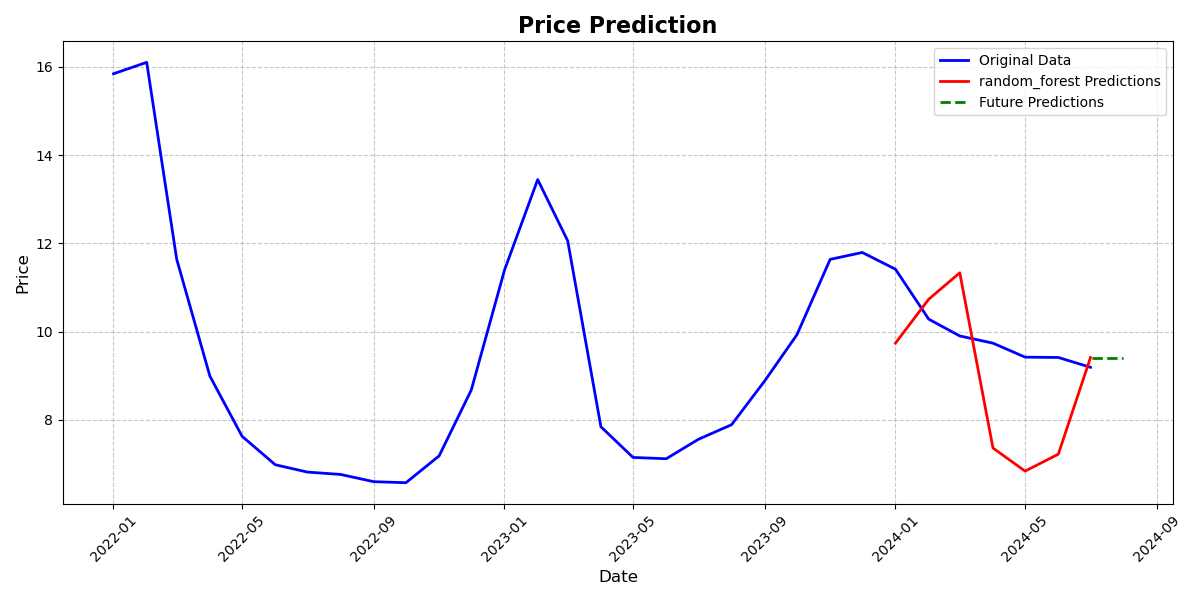 Price Prediction
Original Data
random_forest Predictions
Future Predictions
Price
16
14
12
10
8
2022-01
2022-05
2022-09
2023-01
2023-05
2023-09
2024-01
2024-05
2024-09
Date